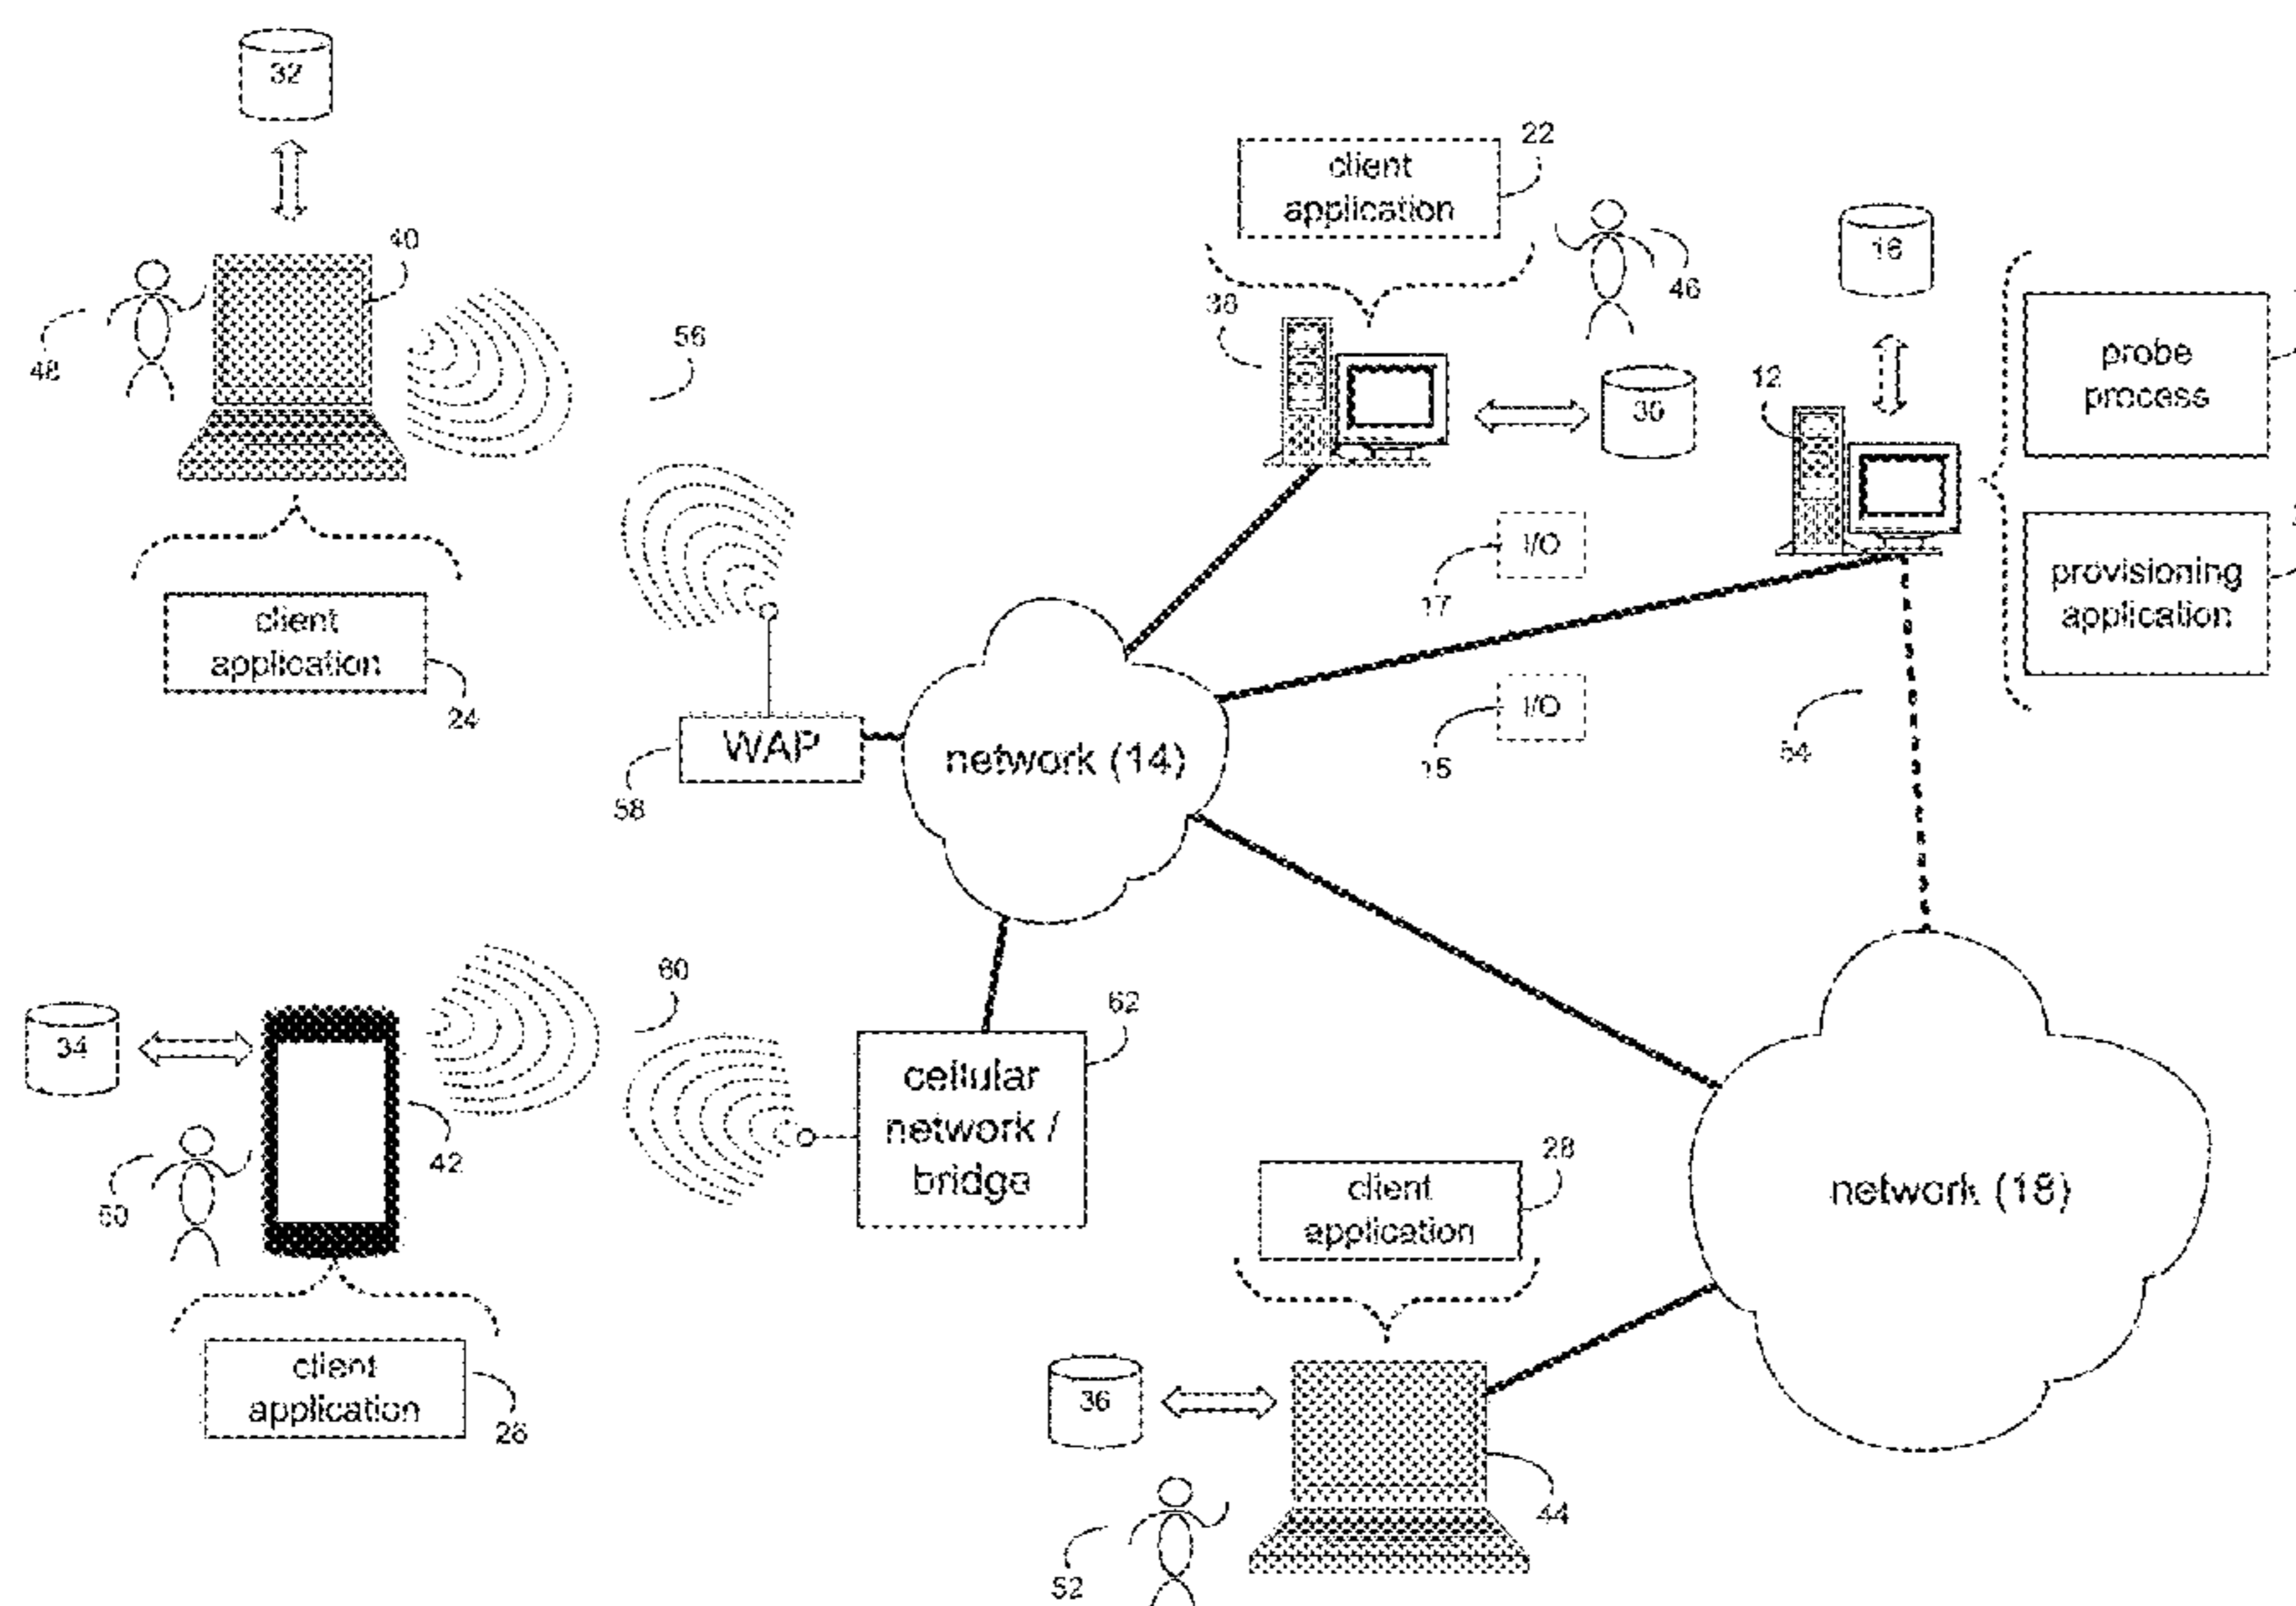 32
22
client
application
16
40
46
38
48
56
probe
process
12
30
I/O
17
provisioning
application
client
application
24
I/O
WAP
network (14)
54
15
58
60
62
34
cellular
network /
bridge
42
28
client
application
network (18)
50
client
application
36
26
44
52